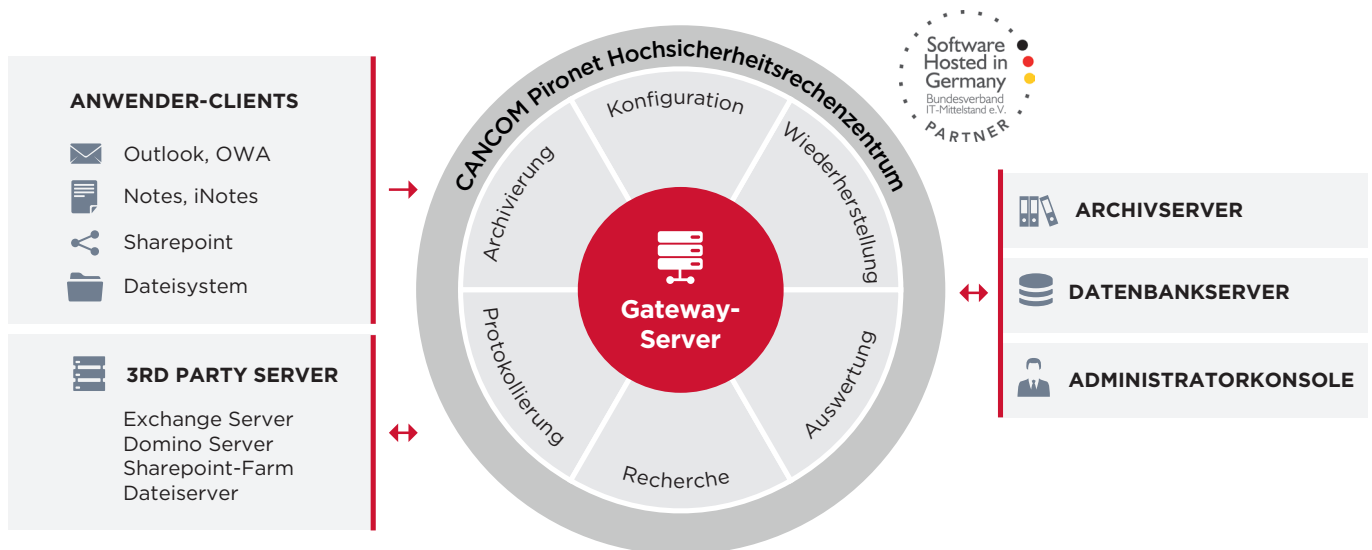 ANWENDER-CLIENTS
Outlook, OWA
Notes, iNotes
Sharepoint
Dateisystem
3RD PARTY SERVER
Exchange Server
Domino Server
Sharepoint-Farm
Dateiserver
CANCOM Pironet Hochsicherheitsrechenzentrum
Konfiguration
Wiederherstellung
Auswertung
Recherche
Protokollierung
Archivierung
Gateway-
Server
Software
Hosted in
Germany
Bundesverband
IT-Mittelstand e.V.
PARTNER
ARCHIVSERVER
DATENBANKSERVER
ADMINISTRATORKONSOLE